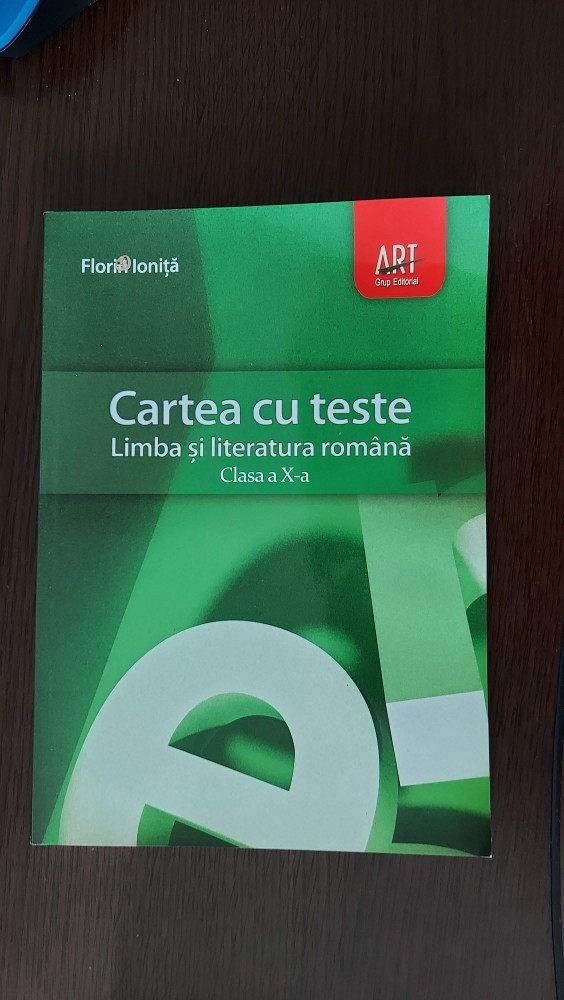 Florin Ioniță
ART
Grup Editorial
Cartea cu teste
Limba și literatura română
Clasa a X-a